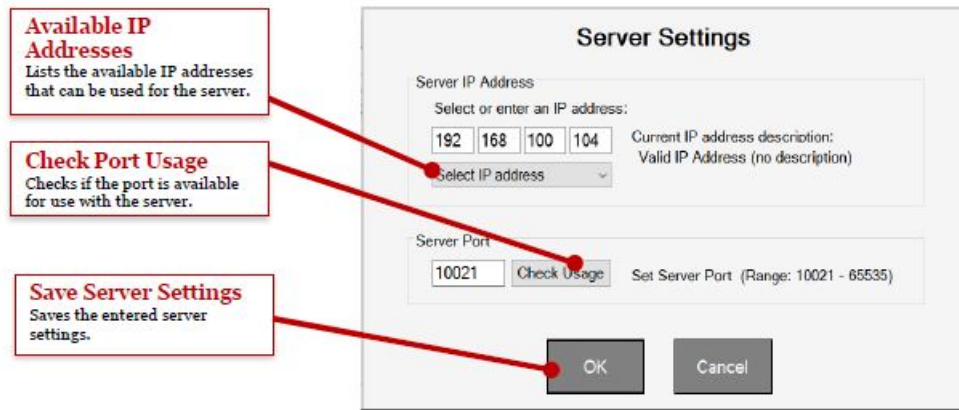 Available IP
Addresses
Lists the available IP addresses
that can be used for the server.
Check Port Usage
Checks if the port is available
for use with the server.
Save Server Settings
Saves the entered server
settings.
Server Settings
Server IP Address
Select or enter an IP address:
192 168 100 104
Current IP address description:
Valid IP Address (no description)
Select IP address
Server Port
10021 Check Usage Set Server Port (Range: 10021 - 65535)
OK Cancel